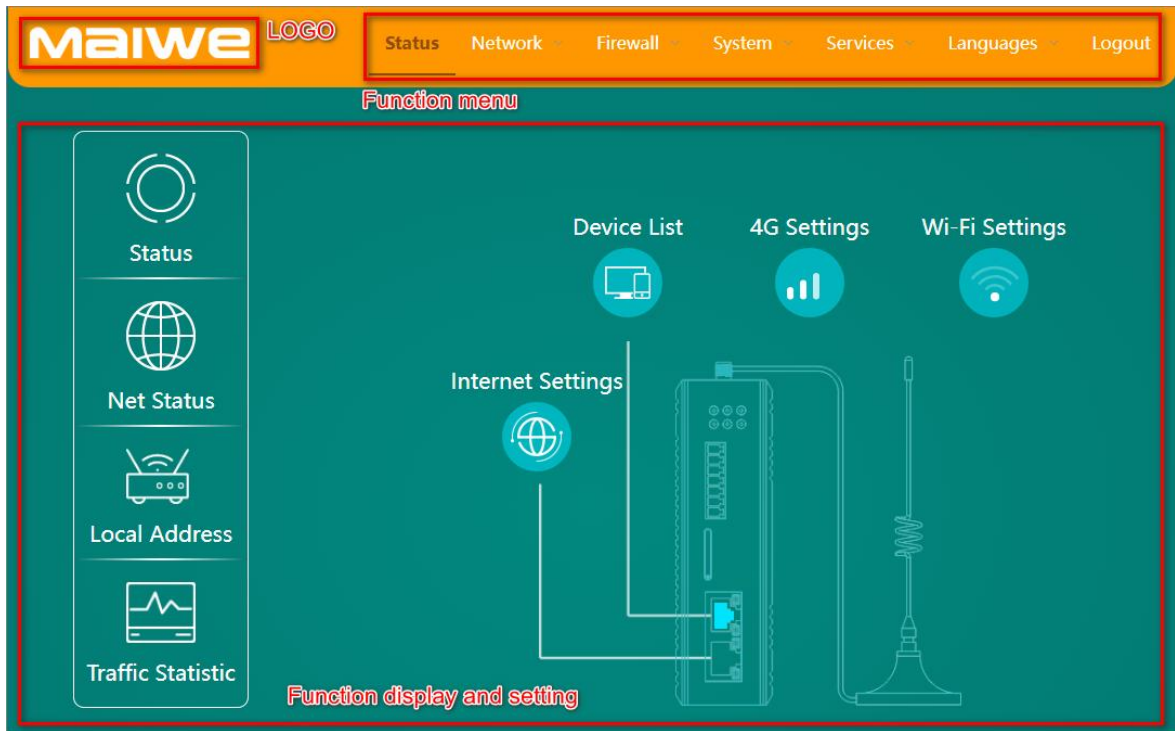 MAIWE
LOGO
Status Network Firewall System Services Languages Logout
Function menu
Status
Net Status
Local Address
Traffic Statistic
Device List
4G Settings
Wi-Fi Settings
Internet Settings
Function display and setting